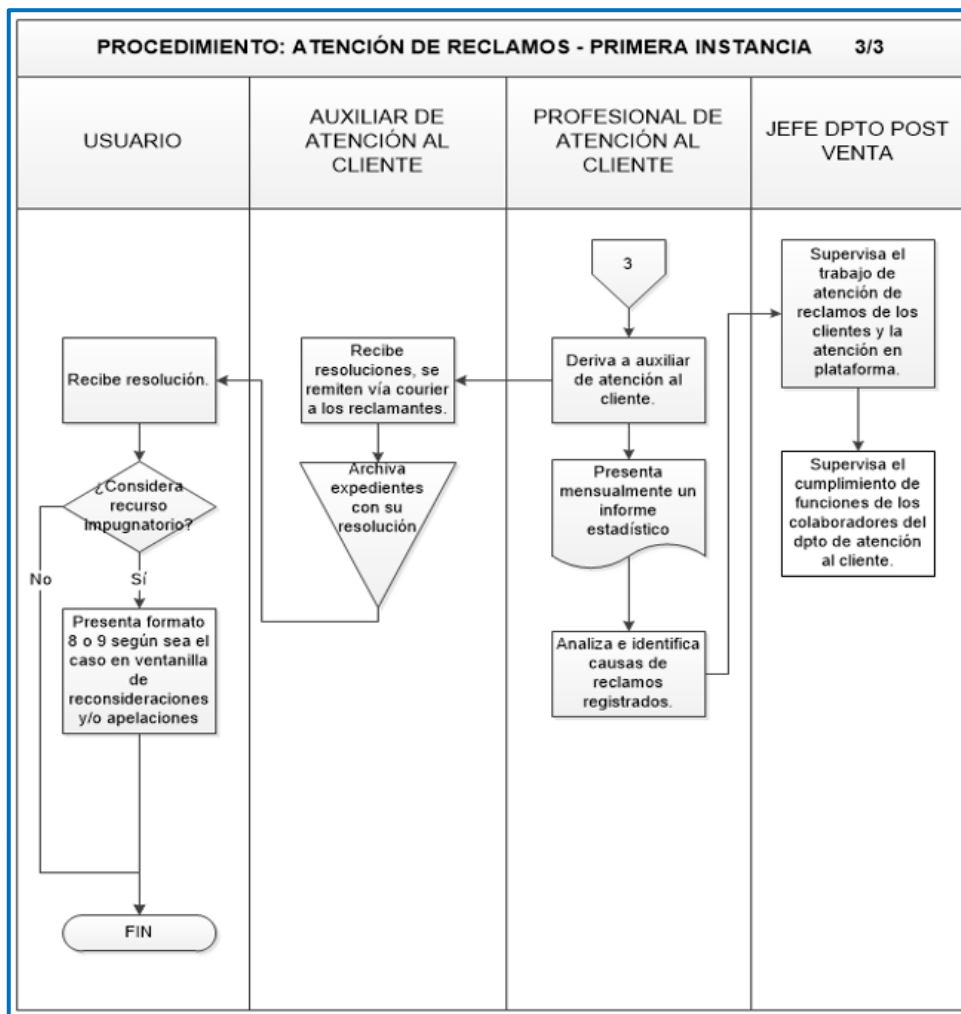 PROCEDIMIENTO: ATENCIÓN DE RECLAMOS - PRIMERA INSTANCIA 3/3
USUARIO
AUXILIAR DE
ATENCIÓN AL
CLIENTE
PROFESIONAL DE
ATENCIÓN AL
CLIENTE
JEFE DPTO POST
VENTA
Recibe resolución.
¿Considera
recurso
impugnatorio?
No
Sí
Presenta formato
8 o 9 según sea el
caso en ventanilla
de
reconsideraciones
y/o apelaciones
FIN
Recibe
resoluciones, se
remiten vía courier
a los reclamantes.
Archiva
expedientes
con su
resolución
3
Deriva a auxiliar
de atención al
cliente.
Presenta
mensualmente un
informe
estadístico
Analiza e identifica
causas de
reclamos
registrados.
Supervisa el
trabajo de
atención de
reclamos de los
clientes y la
atención en
plataforma.
Supervisa el
cumplimiento de
funciones de los
colaboradores del
dpto de atención
al cliente.